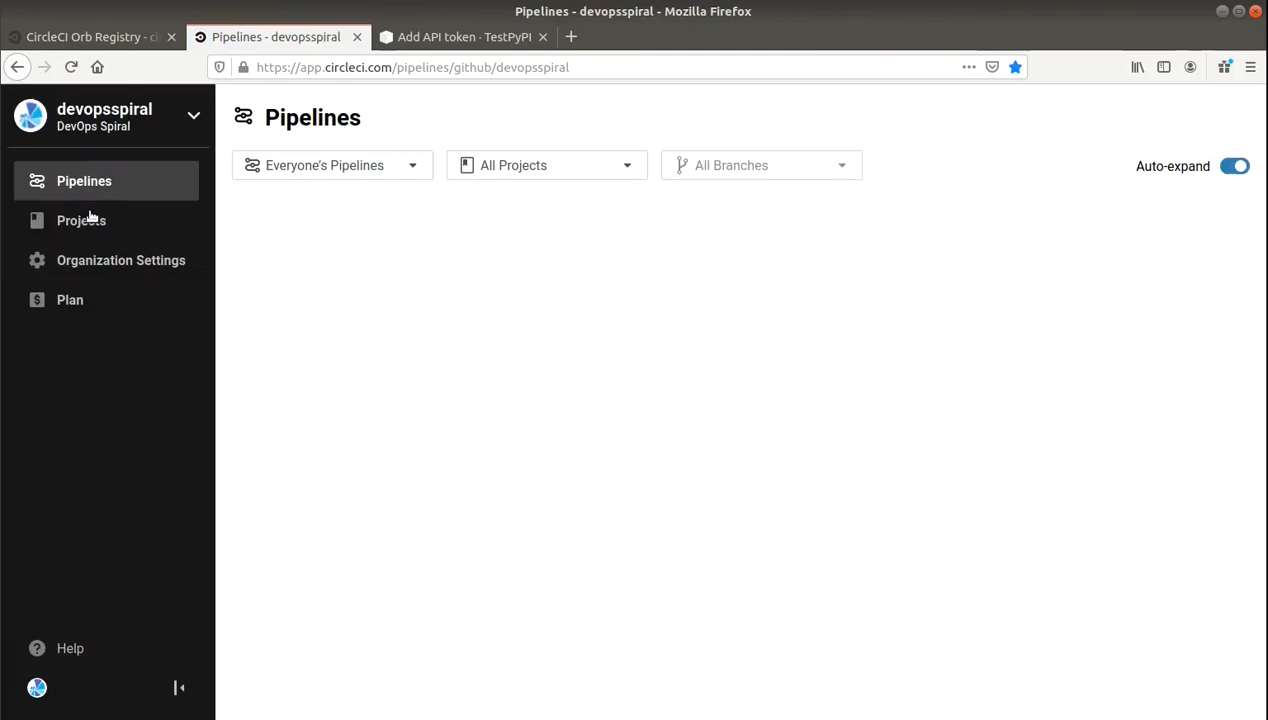 Pipelines - devopsspiral - Mozilla Firefox
CircleCI Orb Registry - ci
Pipelines - devopsspiral
Add API token · TestPyPI
https://app.circleci.com/pipelines/github/devopsspiral
devopsspiral
DevOps Spiral
Pipelines
Projects
Organization Settings
Plan
Help
Pipelines
Everyone's Pipelines
All Projects
All Branches
Auto-expand